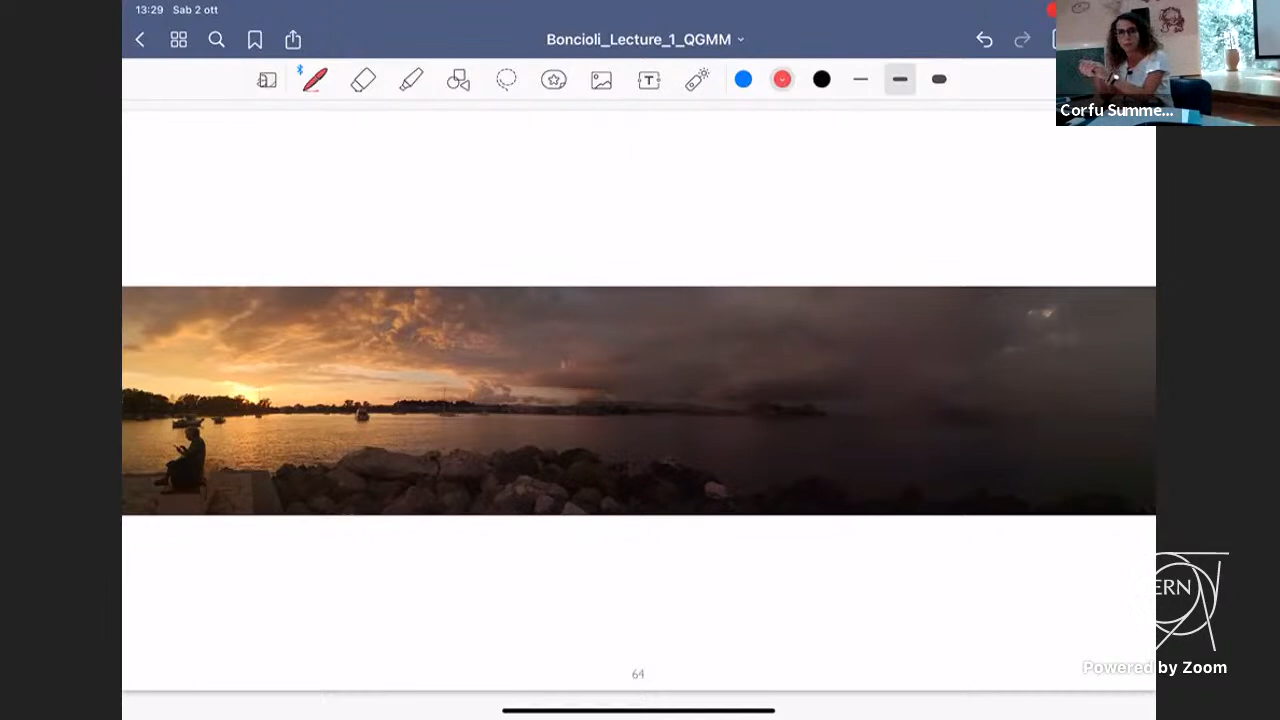 13:29 Sab 2 ott
Boncioli_Lecture_1_QGMM
T
Corfu Summe...
ERN
Powered by Zoom
64